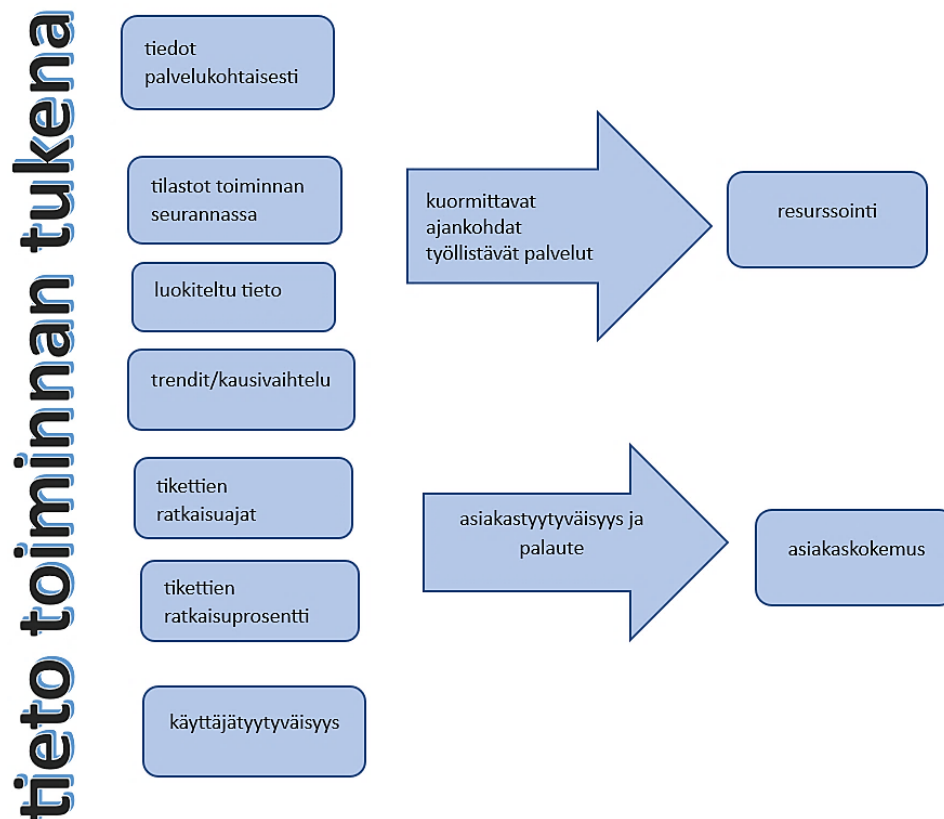 tieto toiminnan tukena
tiedot
palvelukohtaisesti
tilastot toiminnan
seurannassa
luokiteltu tieto
trendit/kausivaihtelu
tikettien
ratkaisuajat
tikettien
ratkaisuprosentti
käyttäjätyytyväisyys
kuormittavat
ajankohdat
työllistävät palvelut
resurssointi
asiakastyytyväisyys ja
palaute
asiakaskokemus